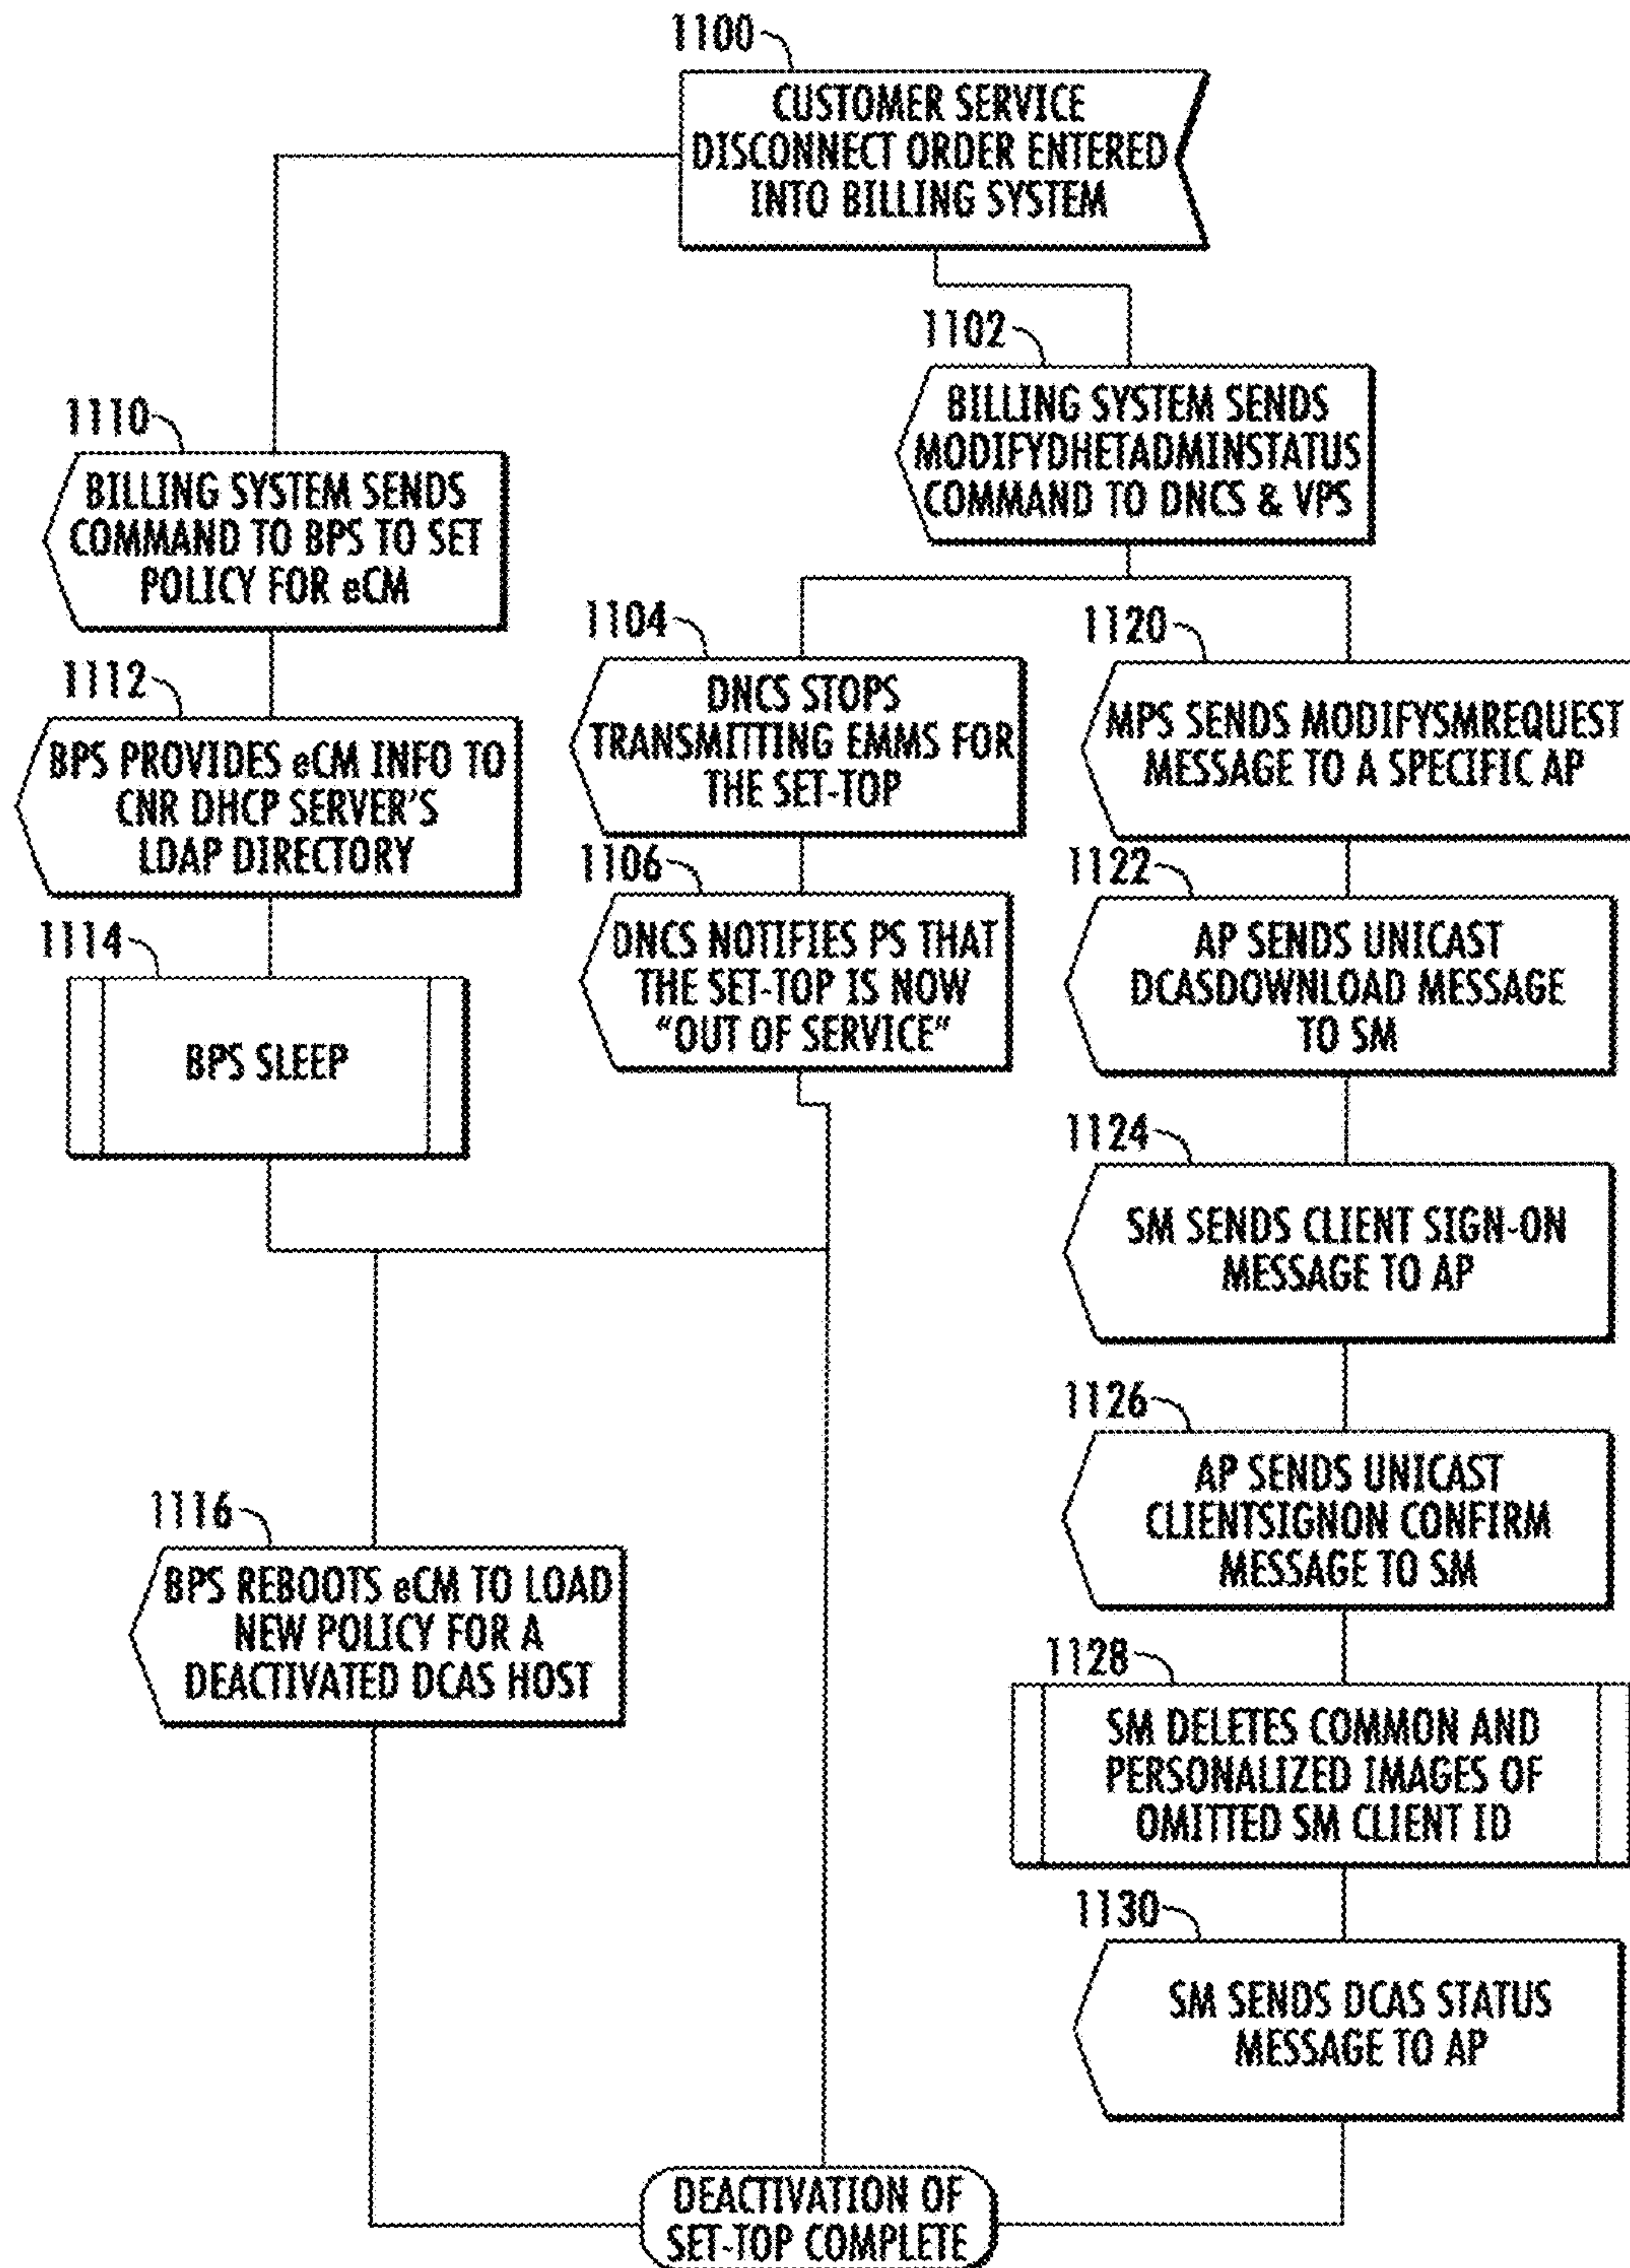 1100
CUSTOMER SERVICE
DISCONNECT ORDER ENTERED
INTO BILLING SYSTEM
1102
BILLING SYSTEM SENDS
MODIFYDHETADMINSTATUS
COMMAND TO DNCS & VPS
1110
BILLING SYSTEM SENDS
COMMAND TO BPS TO SET
POLICY FOR eCM
1112
BPS PROVIDES eCM INFO TO
CNR DHCP SERVER'S
LDAP DIRECTORY
1114
BPS SLEEP
1104
DNCS STOPS
TRANSMITTING EMMS FOR
THE SET-TOP
1106
DNCS NOTIFIES PS THAT
THE SET-TOP IS NOW
"OUT OF SERVICE"
1120
MPS SENDS MODIFYSMREQUEST
MESSAGE TO A SPECIFIC AP
1122
AP SENDS UNICAST
DCASDOWNLOAD MESSAGE
TO SM
1124
SM SENDS CLIENT SIGN-ON
MESSAGE TO AP
1126
AP SENDS UNICAST
CLIENTSIGNON CONFIRM
MESSAGE TO SM
1116
BPS REBOOTS eCM TO LOAD
NEW POLICY FOR A
DEACTIVATED DCAS HOST
1128
SM DELETES COMMON AND
PERSONALIZED IMAGES OF
OMITTED SM CLIENT ID
1130
SM SENDS DCAS STATUS
MESSAGE TO AP
DEACTIVATION OF
SET-TOP COMPLETE